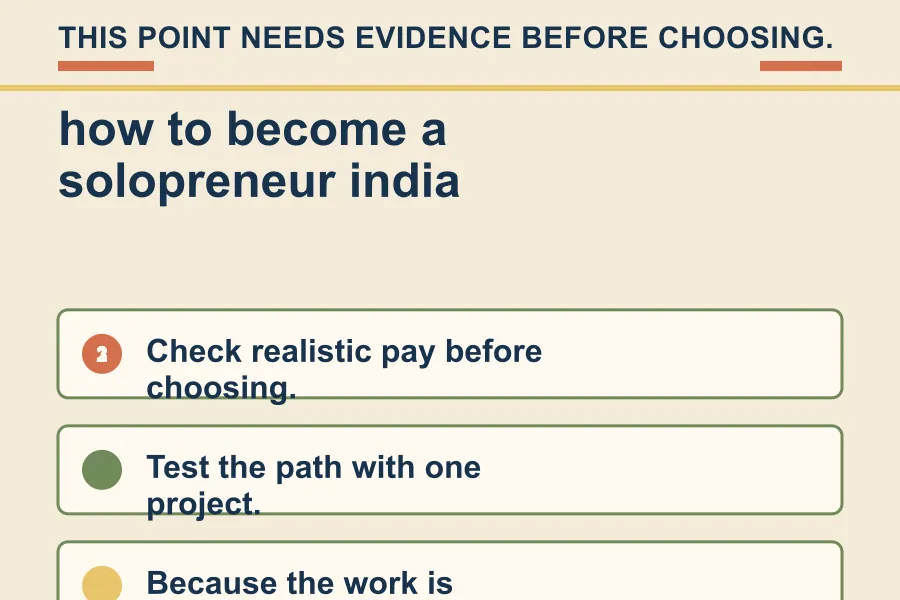 THIS POINT NEEDS EVIDENCE BEFORE CHOOSING.
how to become a
solopreneur india
Check realistic pay before
choosing.
Test the path with one
project.
Because the work is